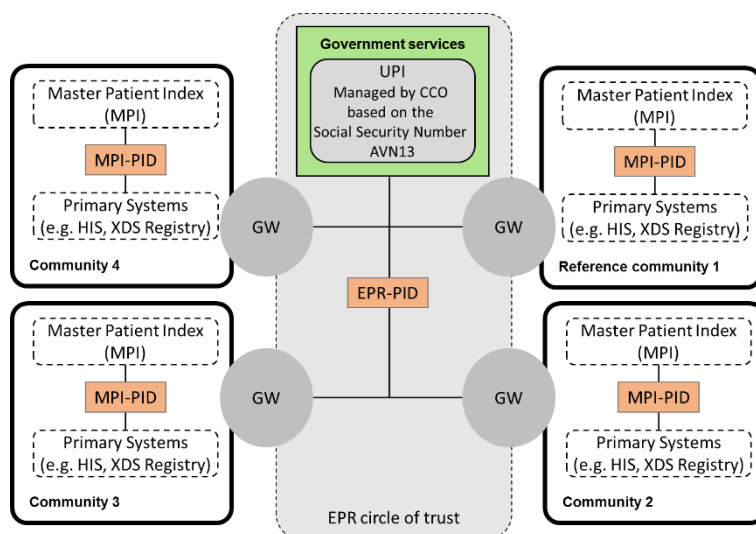 Government services
UPI
Managed by CCO
based on the
Social Security Number
AVN13
Master Patient Index
(MPI)
MPI-PID
Primary Systems
(e.g. HIS, XDS Registry)
Community 4
GW
GW
Master Patient Index
(MPI)
MPI-PID
Primary Systems
(e.g. HIS, XDS Registry)
Reference community 1
EPR-PID
Master Patient Index
(MPI)
MPI-PID
Primary Systems
(e.g. HIS, XDS Registry)
Community 3
GW
GW
Master Patient Index
(MPI)
MPI-PID
Primary Systems
(e.g. HIS, XDS Registry)
Community 2
EPR circle of trust